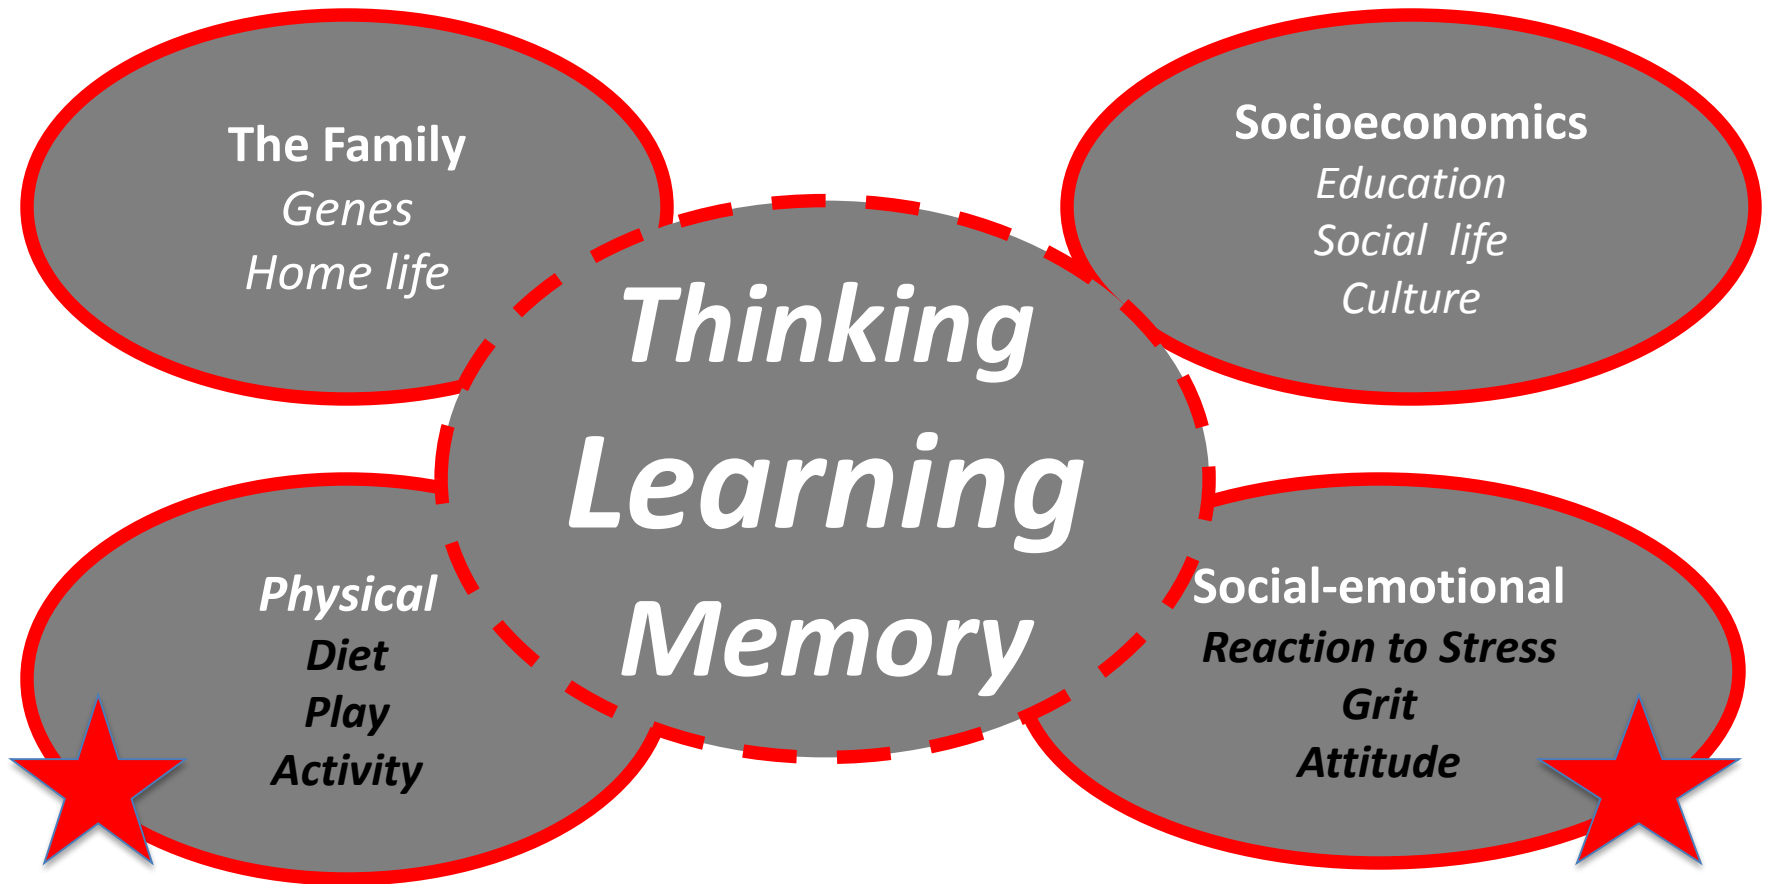 The Family
Genes
Home life
Socioeconomics
Education
Social life
Culture
Thinking
Learning
Memory
Physical
Diet
Play
Activity
Social-emotional
Reaction to Stress
Grit
Attitude